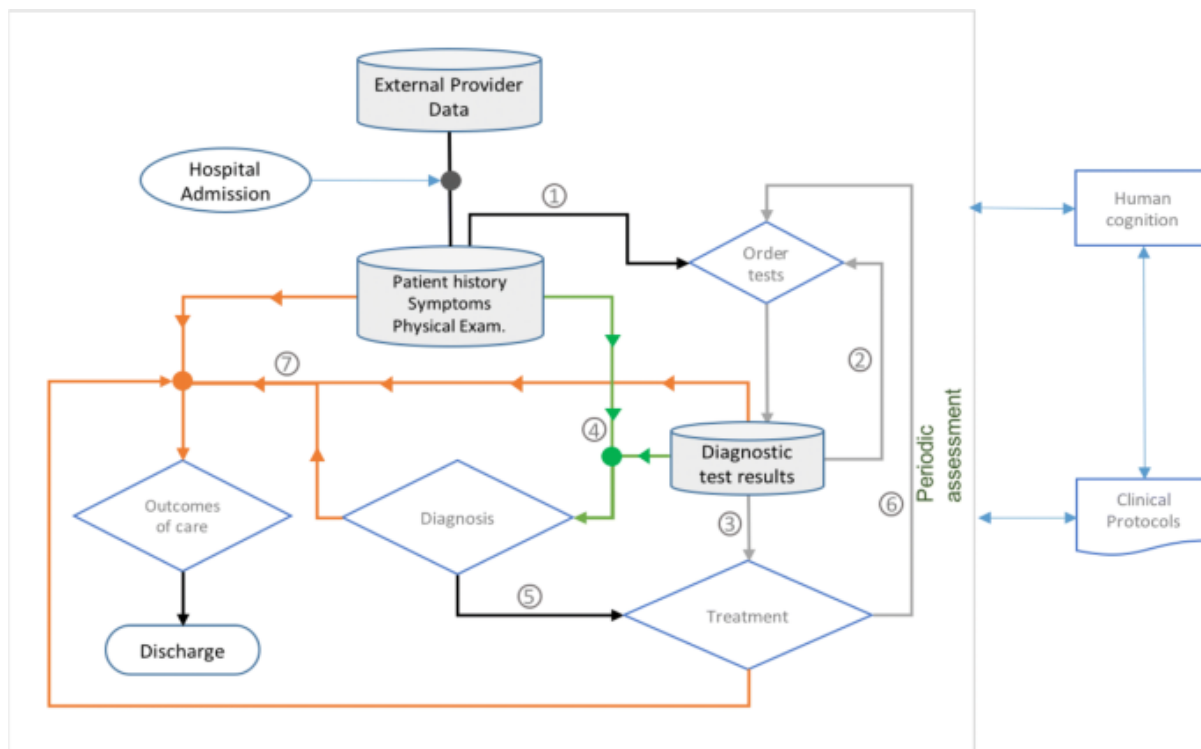 External Provider
Data
Hospital
Admission
①
Human
cognition
Order
tests
Patient history
Symptoms
Physical Exam.
②
⑦
Periodic
assessment
④
Diagnostic
test results
⑥
Outcomes
of care
Diagnosis
③
Clinical
Protocols
⑤
Treatment
Discharge